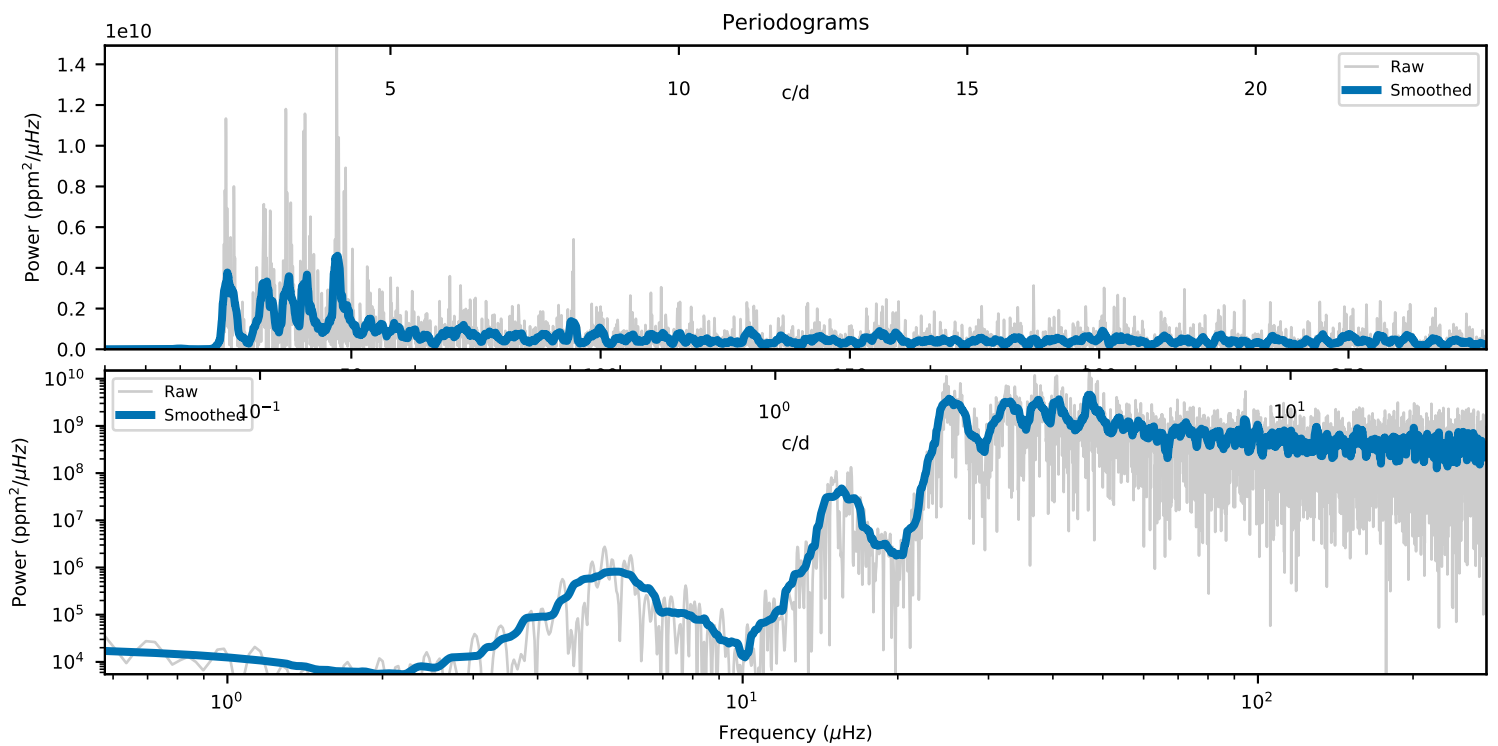 Periodograms
1e10
1.4
1.2
1.0
0.8
0.6
0.4
0.2
0.0
Power (ppm²/μHz)
5 10 15 20
c/d
Raw
Smoothed
10¹⁰
10⁹
10⁸
10⁷
10⁶
10⁵
10⁴
Power (ppm²/μHz)
Raw
Smoothed
10⁻¹ 10⁰ 10¹
c/d
10⁰ 10¹ 10²
Frequency (μHz)